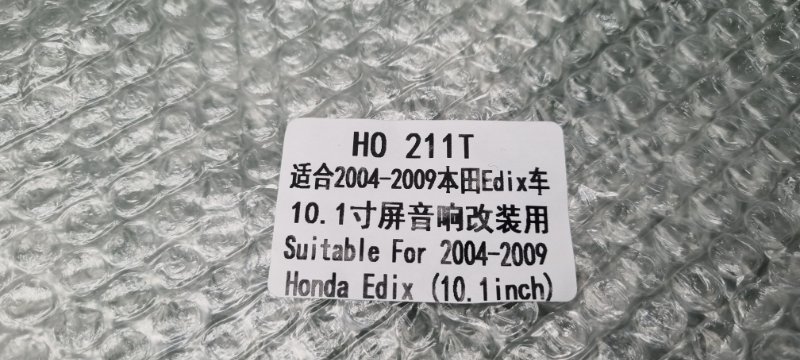 HO 211T
适合2004-2009本田Edix车
10.1寸屏音响改装用
Suitable For 2004-2009
Honda Edix (10.1inch)